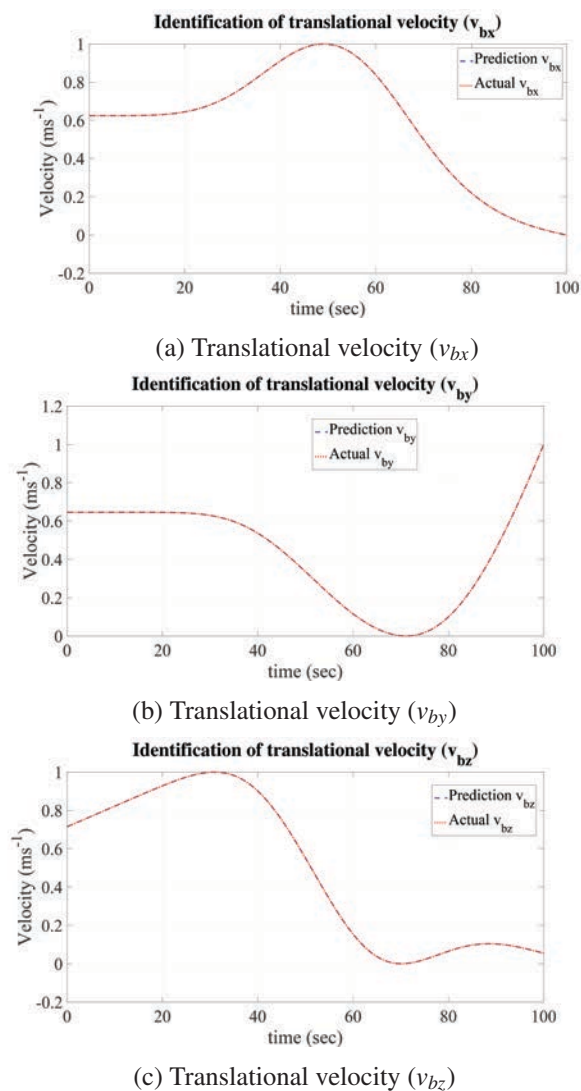 Identification of translational velocity (v_bx)
Velocity (ms^-1)
1
0.8
0.6
0.4
0.2
0
-0.2
Prediction v_bx
Actual v_bx
0 20 40 60 80 100
time (sec)
(a) Translational velocity (v_bx)
Identification of translational velocity (v_by)
Velocity (ms^-1)
1.2
1
0.8
0.6
0.4
0.2
0
Prediction v_by
Actual v_by
0 20 40 60 80 100
time (sec)
(b) Translational velocity (v_by)
Identification of translational velocity (v_bz)
Velocity (ms^-1)
1
0.8
0.6
0.4
0.2
0
-0.2
Prediction v_bz
Actual v_bz
0 20 40 60 80 100
time (sec)
(c) Translational velocity (v_bz)